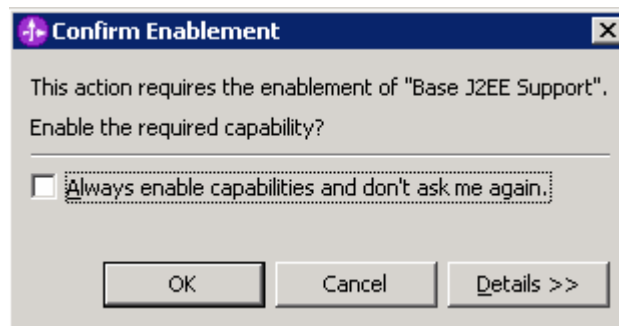 Confirm Enablement
This action requires the enablement of "Base J2EE Support".
Enable the required capability?
Always enable capabilities and don't ask me again.
OK Cancel Details >>